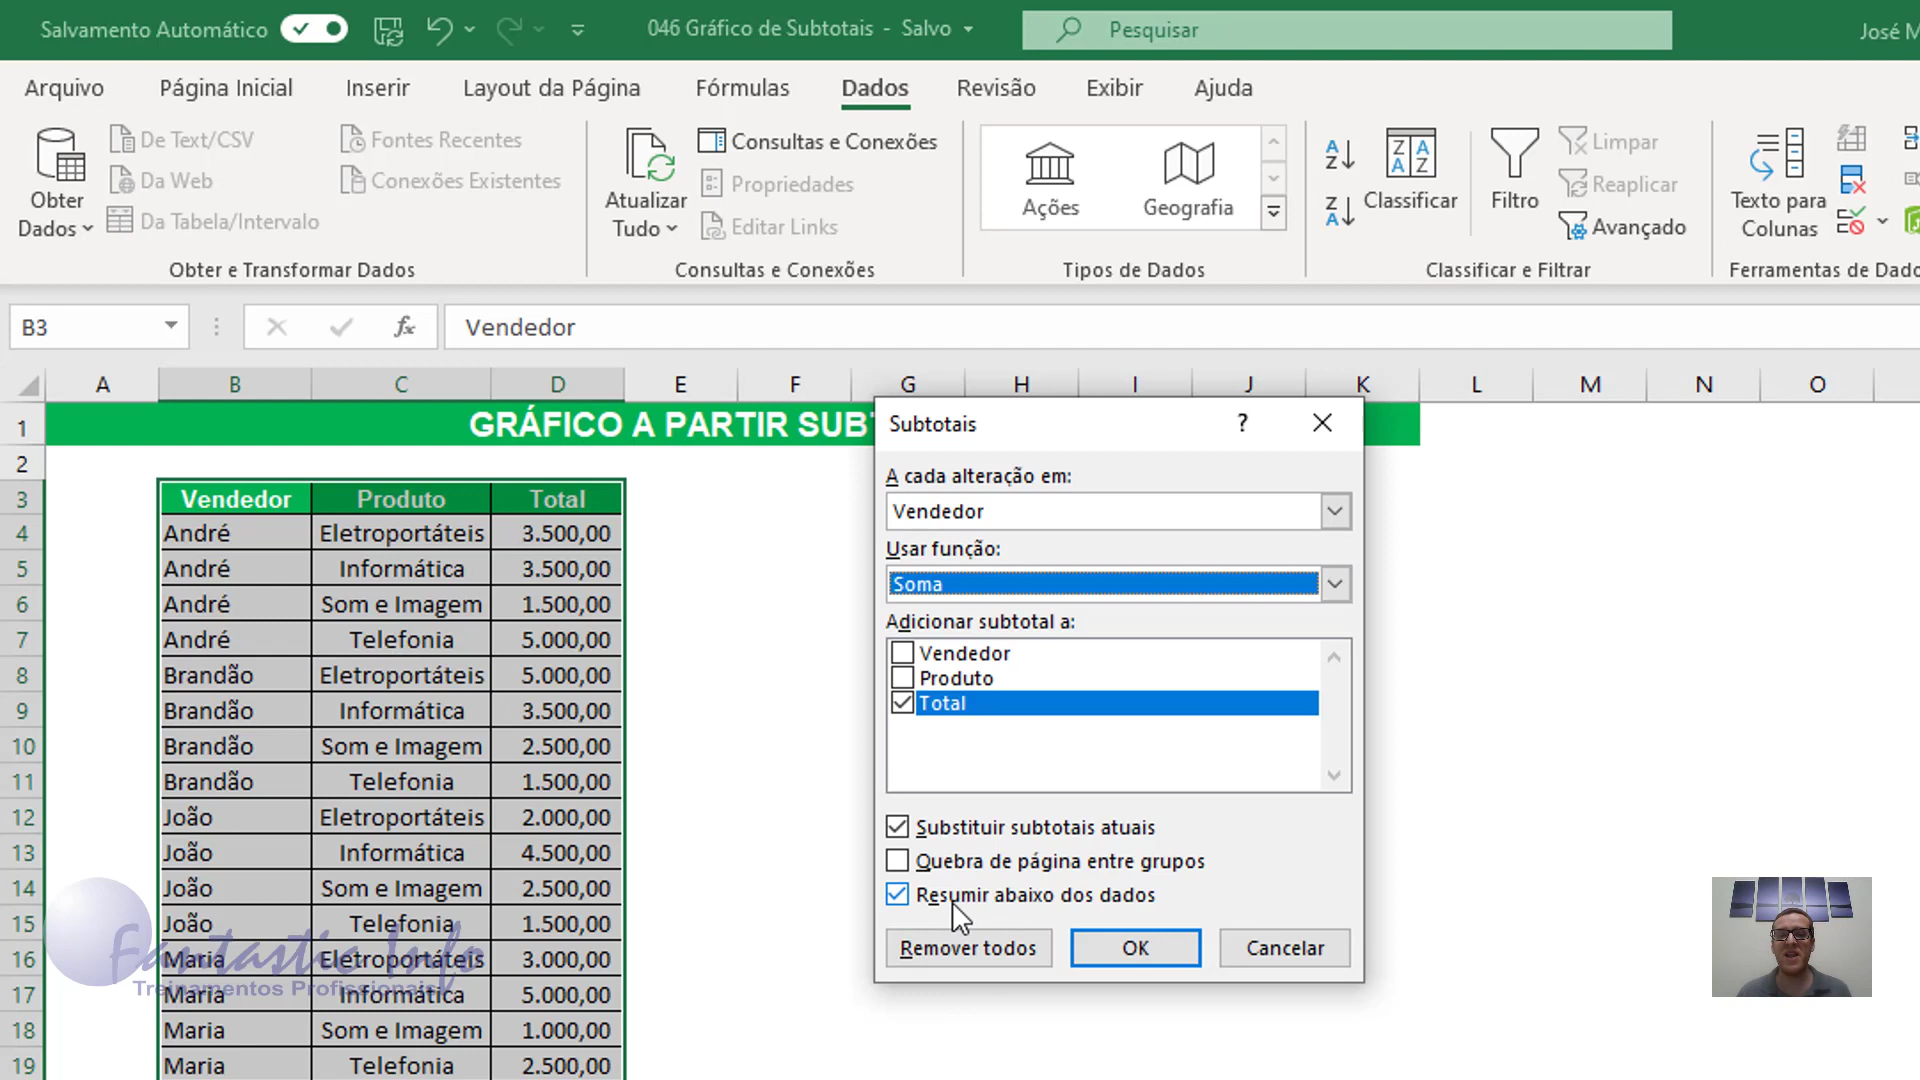 Salvamento Automático
046 Gráfico de Subtotais - Salvo
Pesquisar
José M
Arquivo
Página Inicial
Inserir
Layout da Página
Fórmulas
Dados
Revisão
Exibir
Ajuda
Obter Dados
De Text/CSV
Da Web
Da Tabela/Intervalo
Fontes Recentes
Conexões Existentes
Obter e Transformar Dados
Atualizar Tudo
Consultas e Conexões
Propriedades
Editar Links
Consultas e Conexões
Ações
Geografia
Tipos de Dados
Classificar
Filtro
Limpar
Reaplicar
Avançado
Classificar e Filtrar
Texto para Colunas
Ferramentas de Dado
B3
fx
Vendedor
A B C D E F G H I J K L M N O
1 GRÁFICO A PARTIR SUBT
2
3 Vendedor Produto Total
4 André Eletroportáteis 3.500,00
5 André Informática 3.500,00
6 André Som e Imagem 1.500,00
7 André Telefonia 5.000,00
8 Brandão Eletroportáteis 5.000,00
9 Brandão Informática 3.500,00
10 Brandão Som e Imagem 2.500,00
11 Brandão Telefonia 1.500,00
12 João Eletroportáteis 2.000,00
13 João Informática 4.500,00
14 João Som e Imagem 2.500,00
15 João Telefonia 1.500,00
16 Maria Eletroportáteis 3.000,00
17 Maria Informática 5.000,00
18 Maria Som e Imagem 1.000,00
19 Maria Telefonia 2.500,00
Fantastic Info
Treinamentos Profissionais
Subtotais
?
A cada alteração em:
Vendedor
Usar função:
Soma
Adicionar subtotal a:
Vendedor
Produto
Total
Substituir subtotais atuais
Quebra de página entre grupos
Resumir abaixo dos dados
Remover todos
OK
Cancelar